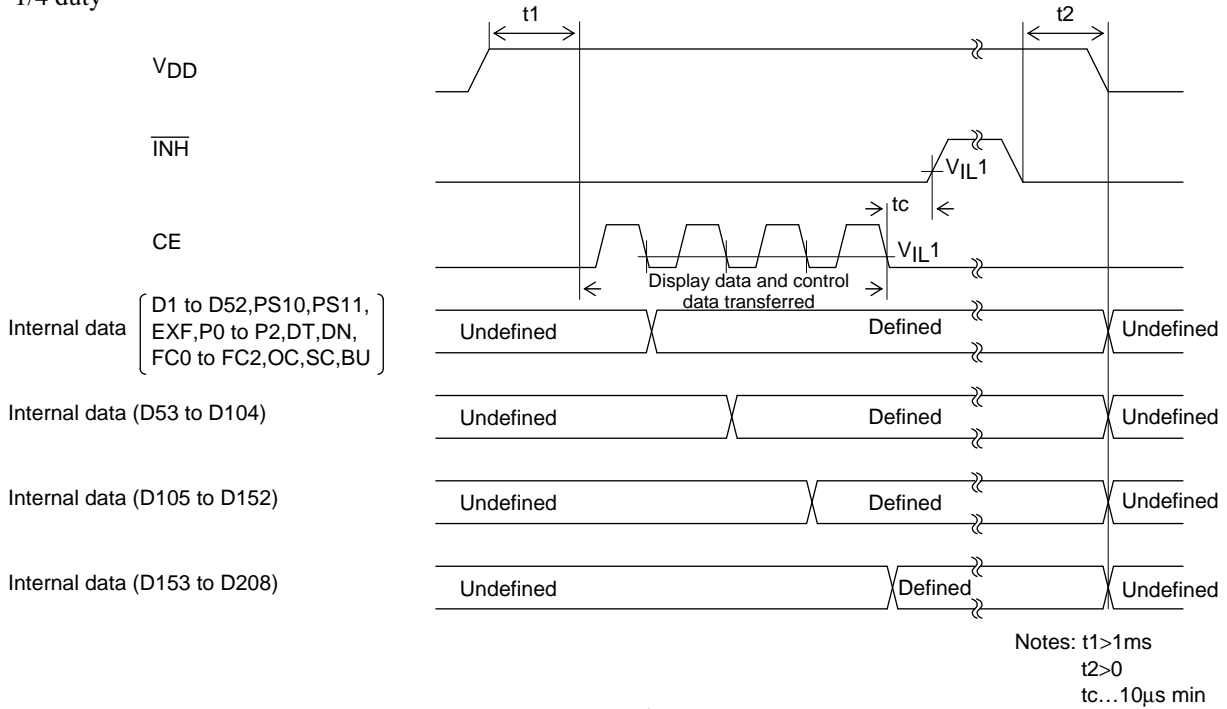 1/4 duty
t1
t2
VDD
INH
VIL1
tc
CE
VIL1
Display data and control
data transferred
Internal data
D1 to D52,PS10,PS11,
EXF,P0 to P2,DT,DN,
FC0 to FC2,OC,SC,BU
Undefined
Defined
Undefined
Internal data (D53 to D104)
Undefined
Defined
Undefined
Internal data (D105 to D152)
Undefined
Defined
Undefined
Internal data (D153 to D208)
Undefined
Defined
Undefined
Notes: t1>1ms
t2>0
tc…10μs min